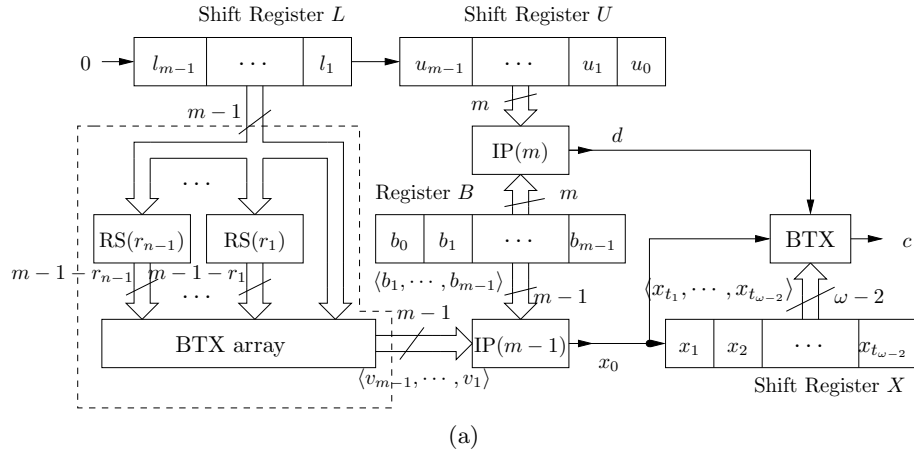 Shift Register L
Shift Register U
0
l_{m−1} ··· l_1
u_{m−1} ··· u_1 u_0
m − 1
m
IP(m)
d
···
Register B
m
RS(r_{n−1}) RS(r_1)
b_0 b_1 ··· b_{m−1}
BTX
c
m−1−r_{n−1} m−1−r_1
⟨b_1, ··· , b_{m−1}⟩
m−1
⟨x_{t_1}, ··· , x_{t_{ω−2}}⟩
ω−2
···
m−1
BTX array
IP(m−1)
x_0
x_1 x_2 ··· x_{t_{ω−2}}
⟨v_{m−1}, ··· , v_1⟩
Shift Register X
(a)